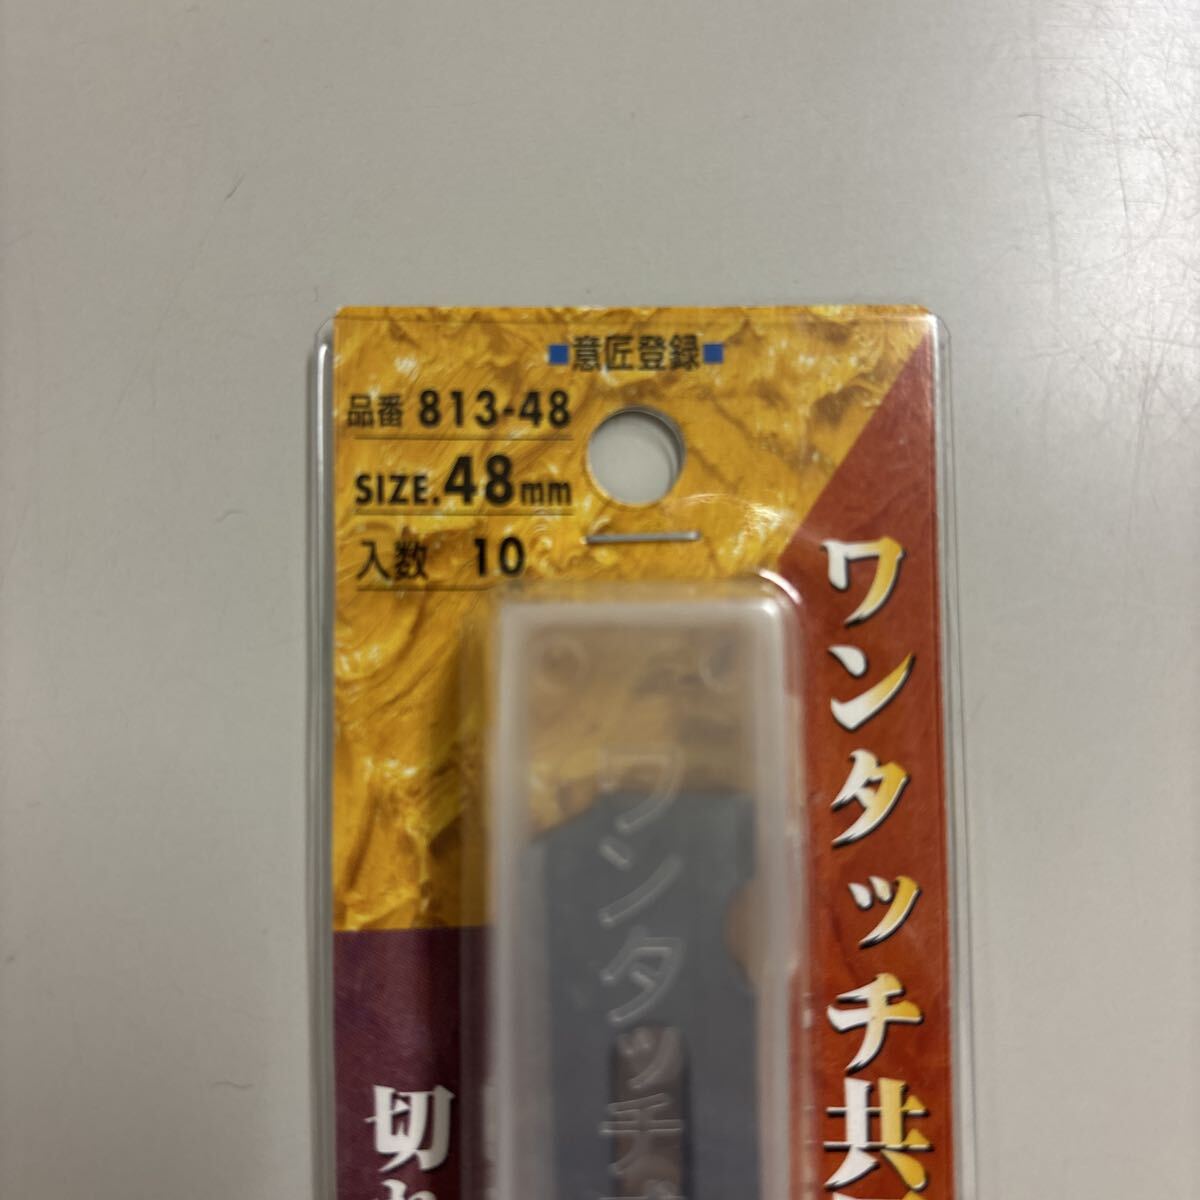 ■意匠登録■
品番 813-48
SIZE.48mm
入数 10
ワンタッチ共
ワンタッチ
切